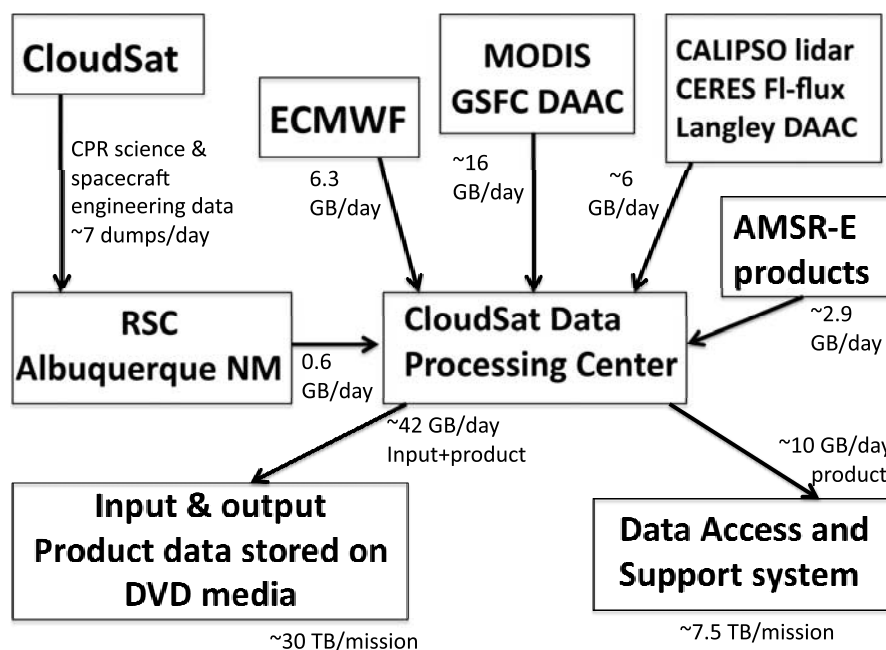 CloudSat
CPR science &
spacecraft
engineering data
~7 dumps/day
ECMWF
6.3
GB/day
MODIS
GSFC DAAC
~16
GB/day
CALIPSO lidar
CERES Fl-flux
Langley DAAC
~6
GB/day
AMSR-E
products
~2.9
GB/day
RSC
Albuquerque NM
0.6
GB/day
CloudSat Data
Processing Center
~42 GB/day
Input+product
~10 GB/day
product
Input & output
Product data stored on
DVD media
~30 TB/mission
Data Access and
Support system
~7.5 TB/mission